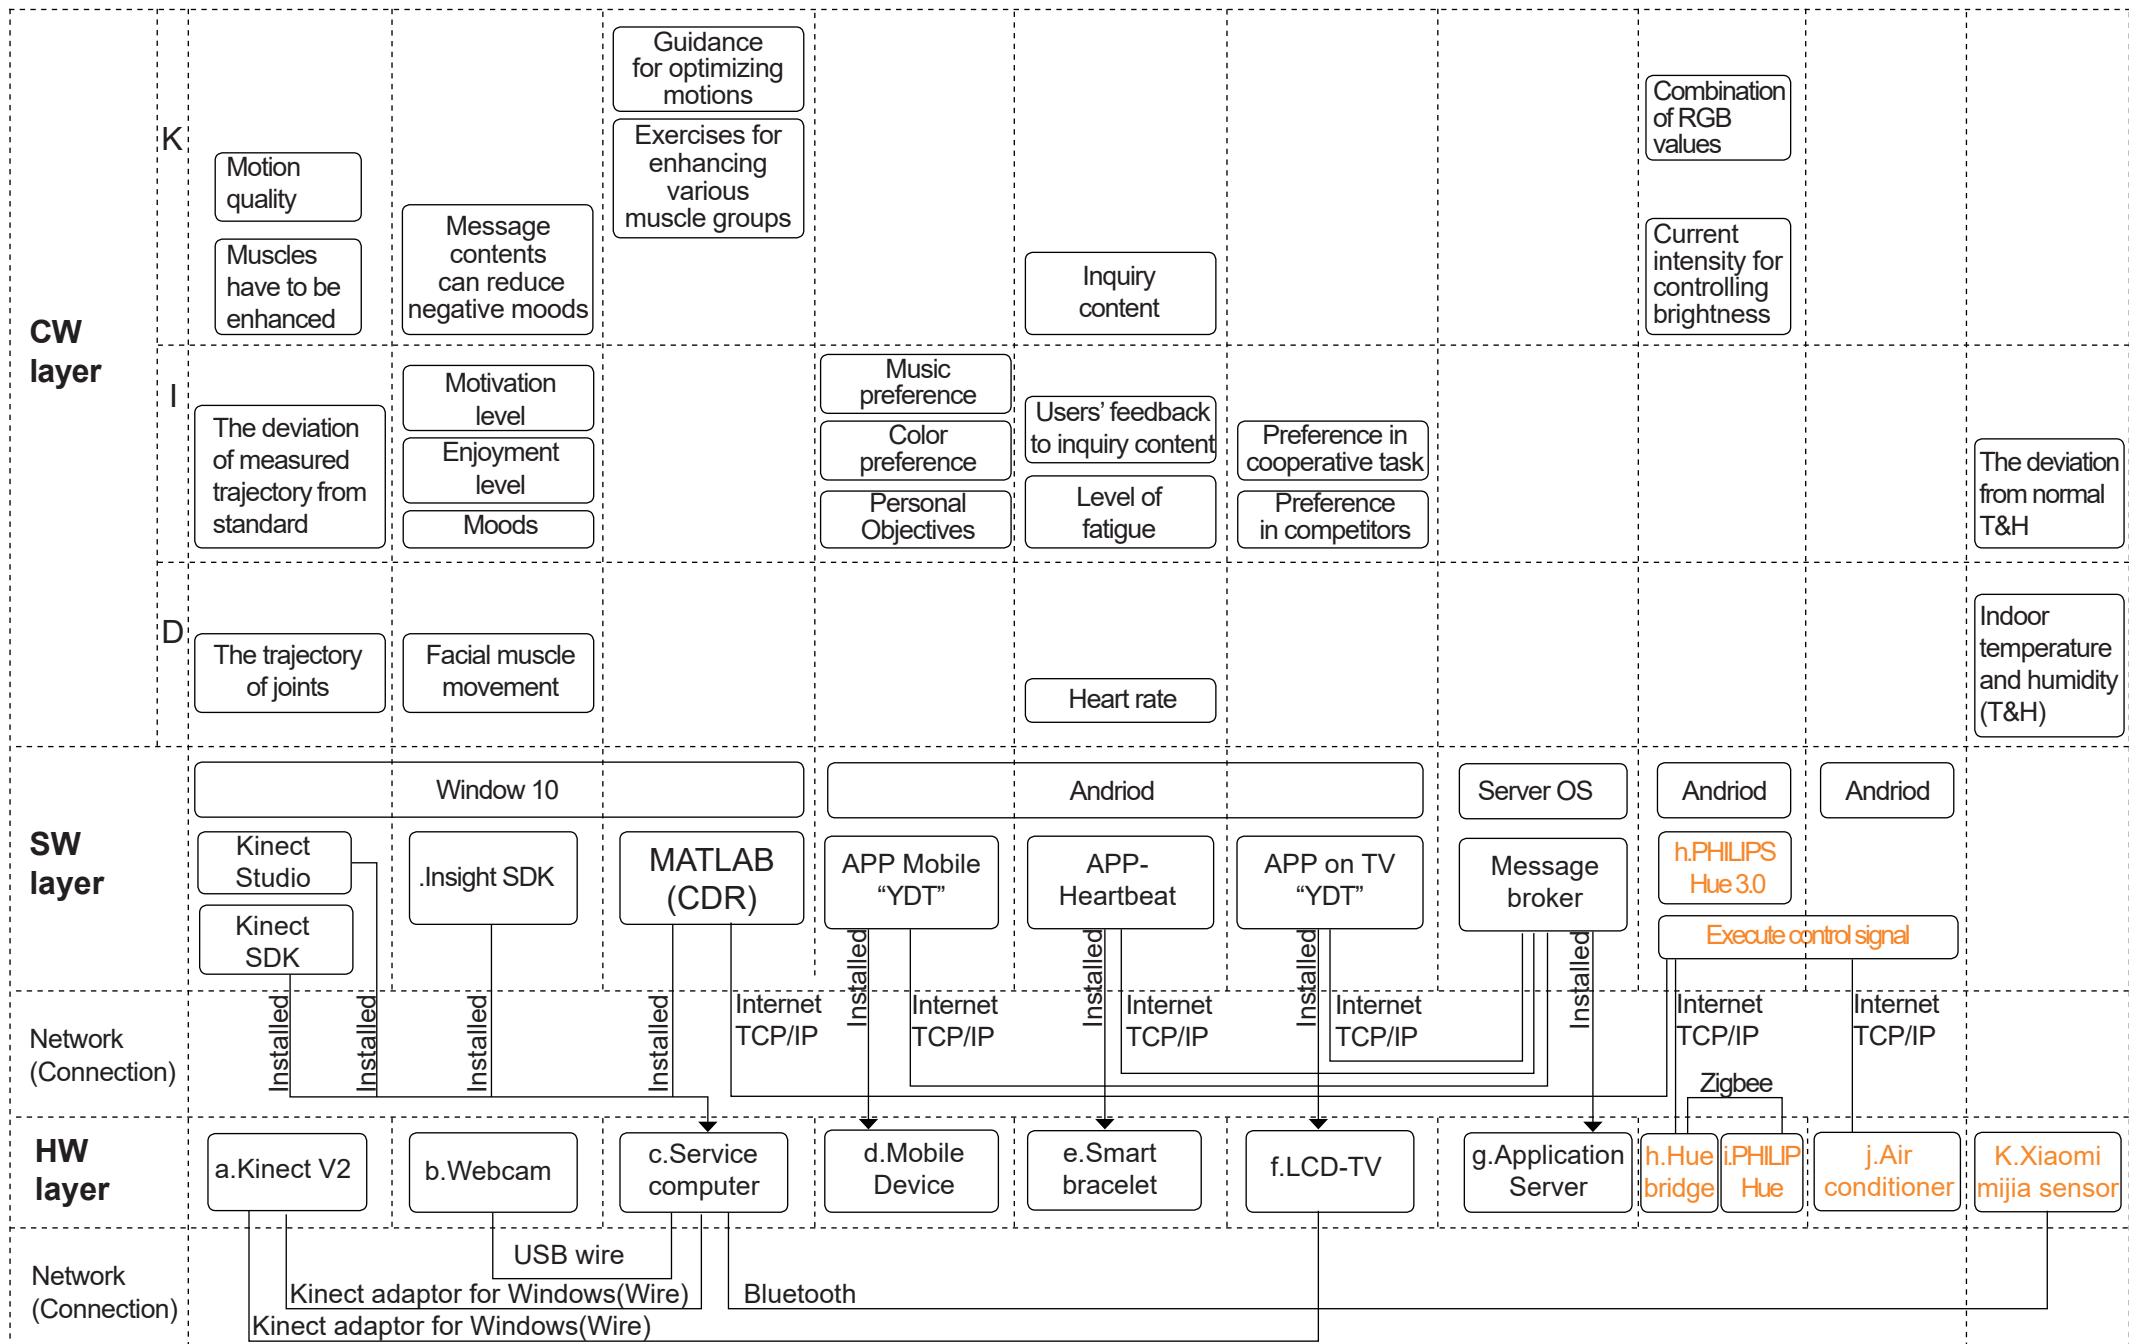 CW
layer
K
Motion
quality
Muscles
have to be
enhanced
Message
contents
can reduce
negative moods
Guidance
for optimizing
motions
Exercises for
enhancing
various
muscle groups
Inquiry
content
Combination
of RGB
values
Current
intensity for
controlling
brightness
I
The deviation
of measured
trajectory from
standard
Motivation
level
Enjoyment
level
Moods
Music
preference
Color
preference
Personal
Objectives
Users’ feedback
to inquiry content
Level of
fatigue
Preference in
cooperative task
Preference
in competitors
The deviation
from normal
T&H
D
The trajectory
of joints
Facial muscle
movement
Heart rate
Indoor
temperature
and humidity
(T&H)
SW
layer
Window 10
Andriod
Server OS
Andriod
Andriod
Kinect
Studio
Kinect
SDK
.Insight SDK
MATLAB
(CDR)
APP Mobile
“YDT”
APP-
Heartbeat
APP on TV
“YDT”
Message
broker
h.PHILIPS
Hue 3.0
Execute control signal
Network
(Connection)
Installed
Installed
Installed
Installed
Internet
TCP/IP
Installed
Internet
TCP/IP
Installed
Internet
TCP/IP
Installed
Internet
TCP/IP
Installed
Internet
TCP/IP
Internet
TCP/IP
Zigbee
HW
layer
a.Kinect V2
b.Webcam
c.Service
computer
d.Mobile
Device
e.Smart
bracelet
f.LCD-TV
g.Application
Server
h.Hue
bridge
i.PHILIP
Hue
j.Air
conditioner
K.Xiaomi
mijia sensor
Network
(Connection)
USB wire
Kinect adaptor for Windows(Wire)
Bluetooth
Kinect adaptor for Windows(Wire)